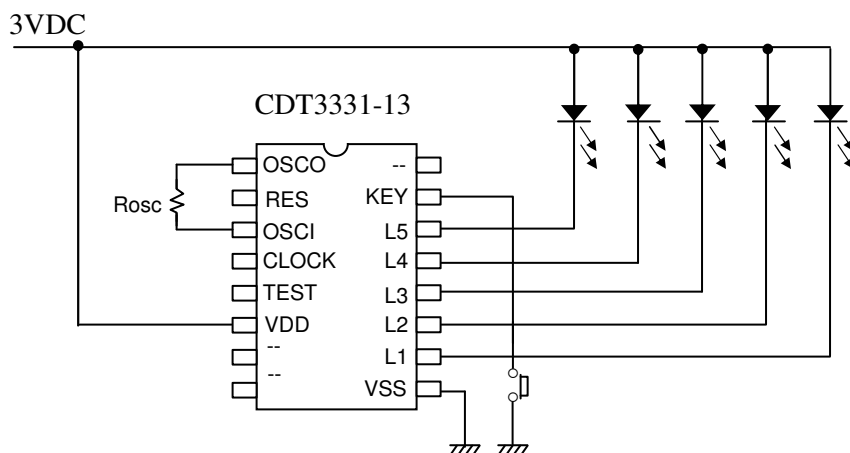 3VDC
CDT3331-13
OSCO
RES
OSCI
CLOCK
TEST
VDD
--
--
Rosc
--
KEY
L5
L4
L3
L2
L1
VSS